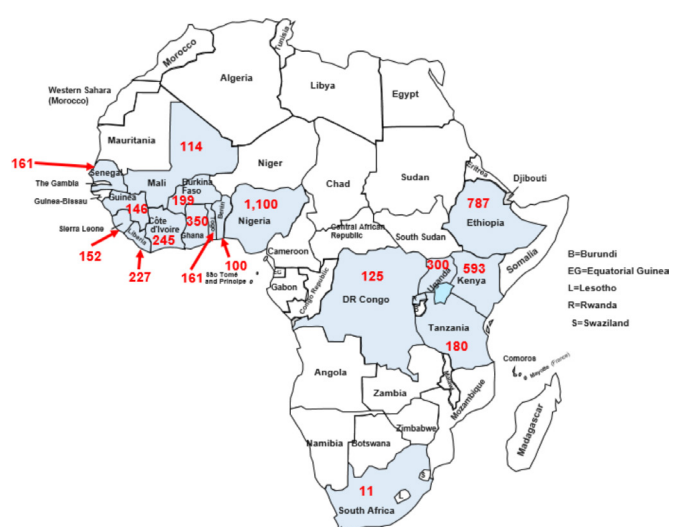 Morocco
Tunisia
Algeria
Libya
Egypt
Western Sahara
(Morocco)
Mauritania
161
Senegal
114
Mali
Niger
Chad
Sudan
Eritrea
Djibouti
The Gambia
Guinea-Bissau
Guinea
146
Burkina
Faso
199
1,100
Nigeria
787
Ethiopia
Sierra Leone
152
Liberia
227
Côte
d'Ivoire
245
350
Ghana
Togo
Benin
161
100
Cameroon
Central African
Republic
South Sudan
Somalia
São Tomé
and Principe
EG
Gabon
Congo Republic
125
DR Congo
300
Uganda
593
Kenya
B=Burundi
EG=Equatorial Guinea
L=Lesotho
R=Rwanda
S=Swaziland
Tanzania
180
Comoros
Mayotte (France)
Angola
Zambia
Mozambique
Madagascar
Zimbabwe
Namibia
Botswana
11
South Africa
S
L